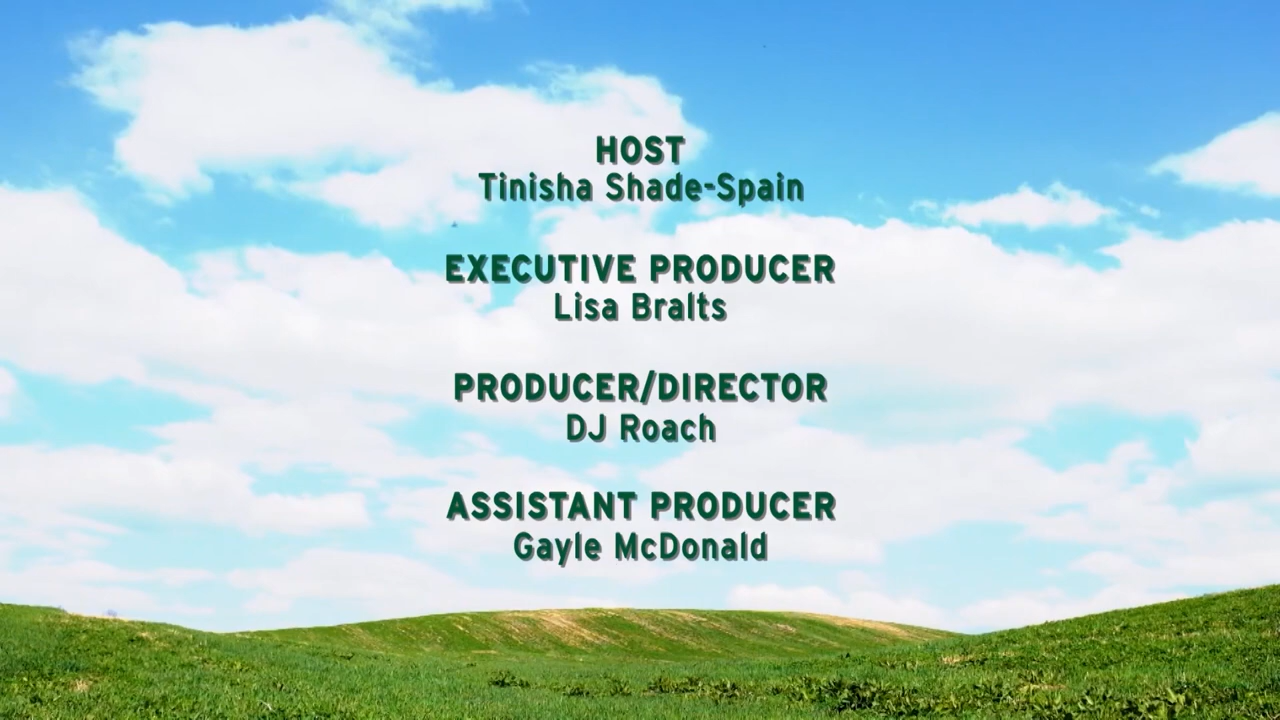 HOST
Tinisha Shade-Spain
EXECUTIVE PRODUCER
Lisa Bralts
PRODUCER/DIRECTOR
DJ Roach
ASSISTANT PRODUCER
Gayle McDonald